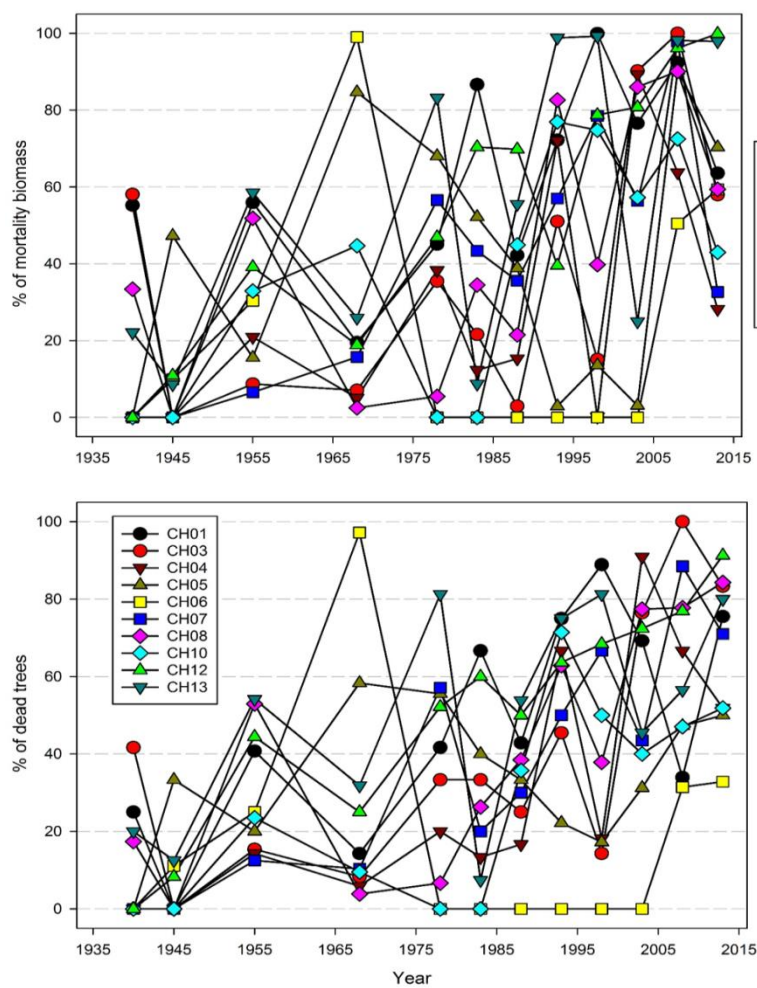 % of mortality biomass
100
80
60
40
20
0
1935 1945 1955 1965 1975 1985 1995 2005 2015
% of dead trees
100
80
60
40
20
0
CH01
CH03
CH04
CH05
CH06
CH07
CH08
CH10
CH12
CH13
1935 1945 1955 1965 1975 1985 1995 2005 2015
Year